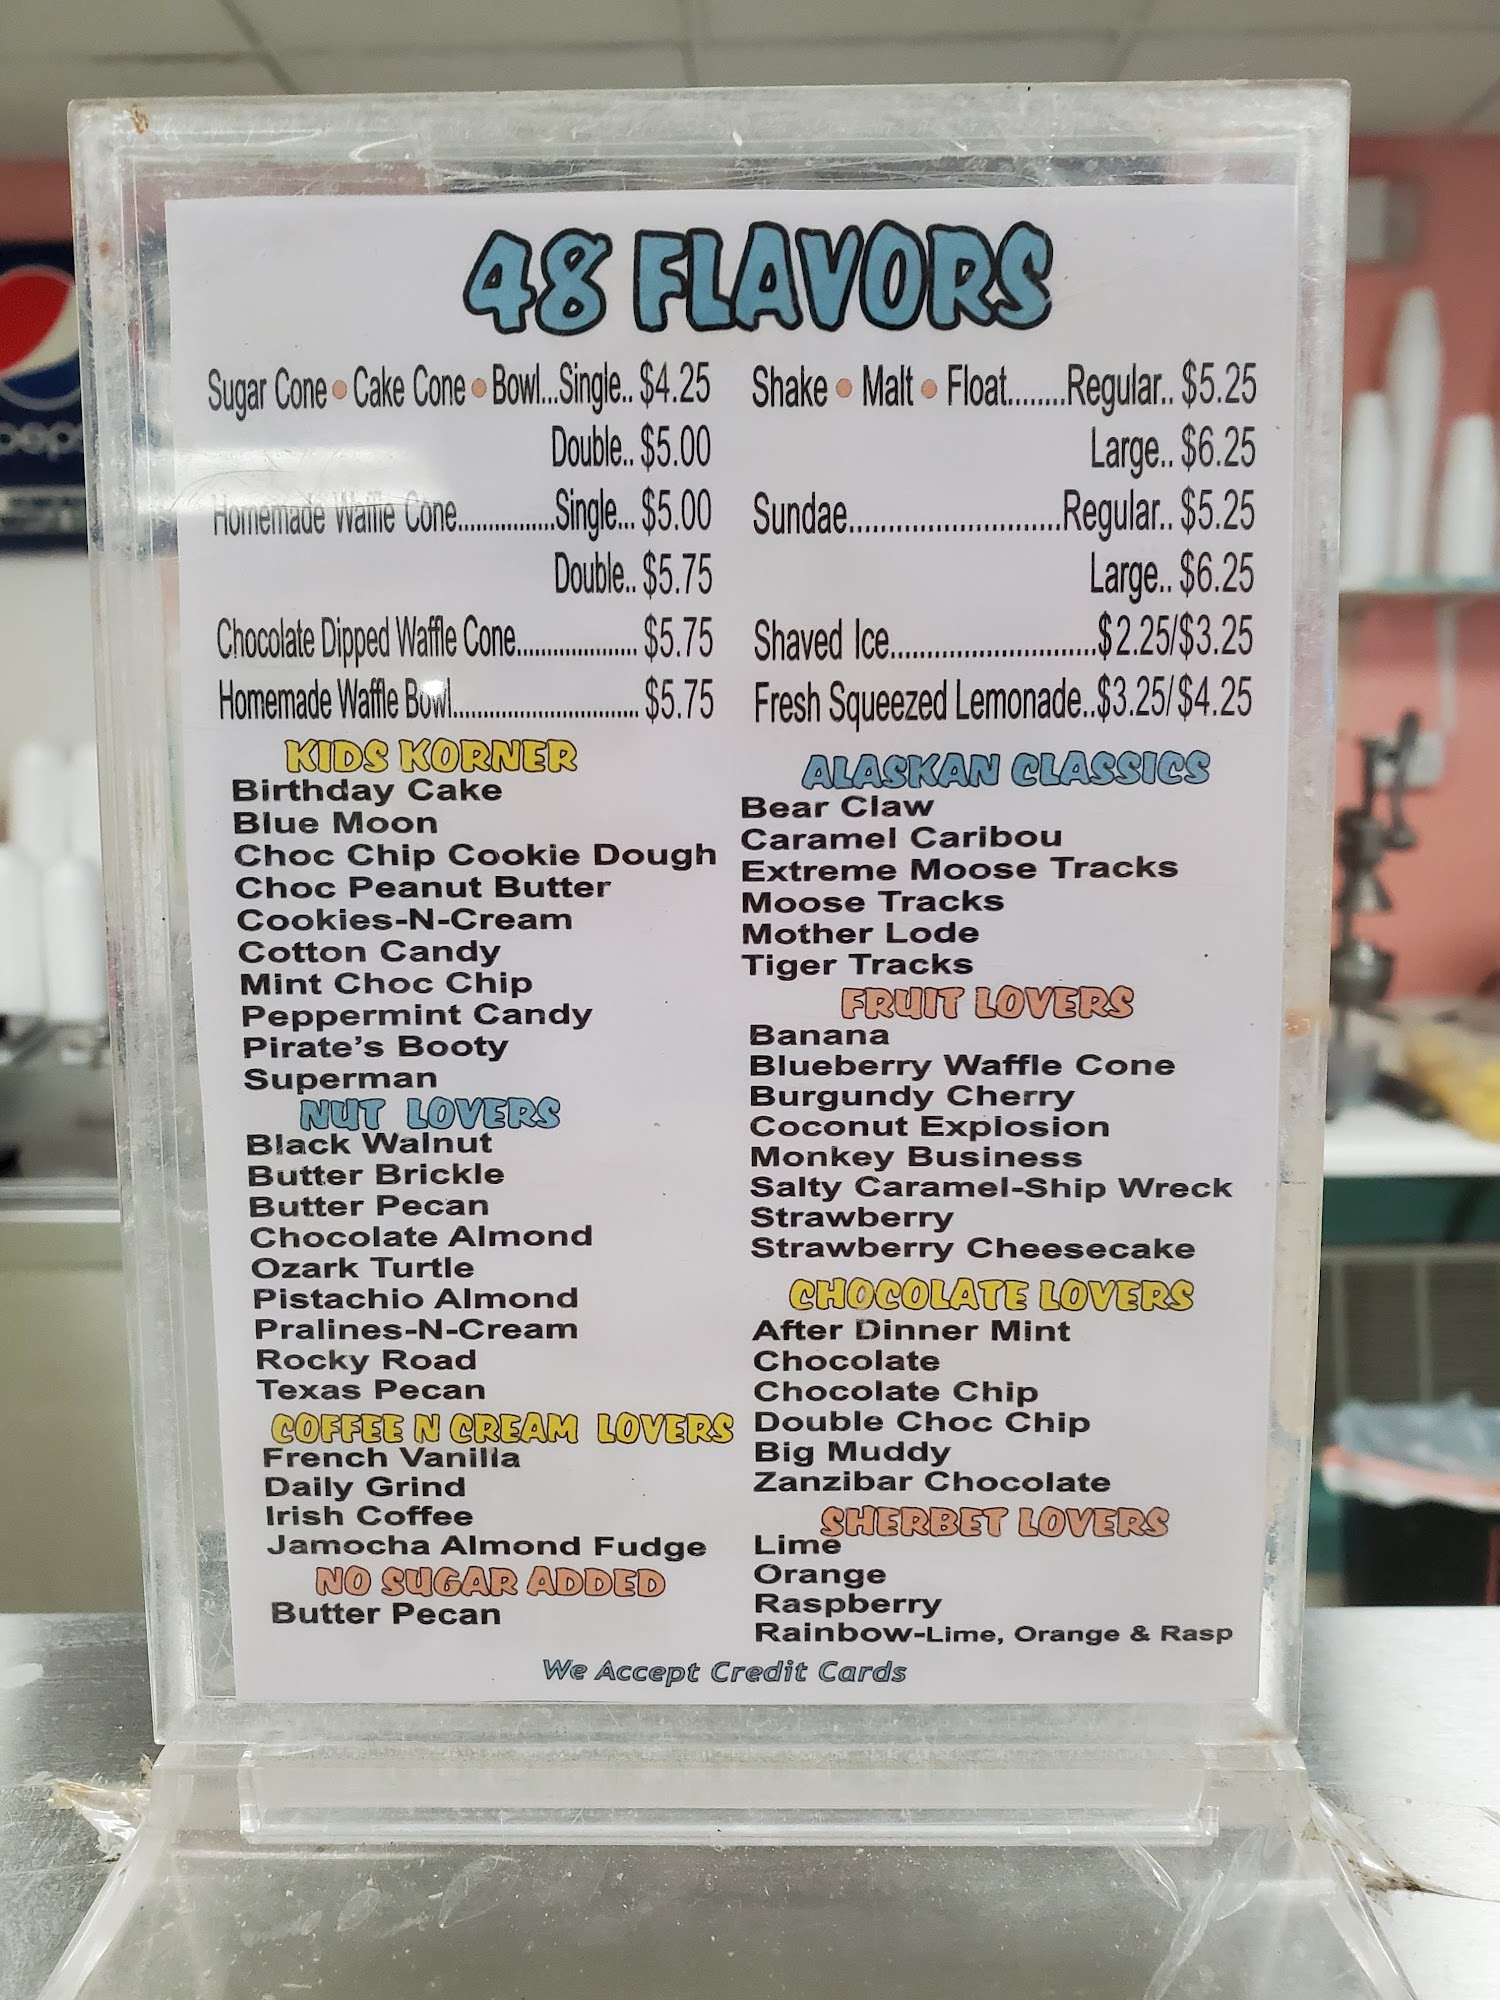 48 FLAVORS
Sugar Cone • Cake Cone • Bowl...Single.. $4.25
Double.. $5.00
Homemade Waffle Cone...............Single... $5.00
Double.. $5.75
Chocolate Dipped Waffle Cone.................... $5.75
Homemade Waffle Bowl............................... $5.75
Shake • Malt • Float........Regular.. $5.25
Large.. $6.25
Sundae...........................Regular.. $5.25
Large.. $6.25
Shaved Ice............................$2.25/$3.25
Fresh Squeezed Lemonade..$3.25/$4.25
KIDS KORNER
Birthday Cake
Blue Moon
Choc Chip Cookie Dough
Choc Peanut Butter
Cookies-N-Cream
Cotton Candy
Mint Choc Chip
Peppermint Candy
Pirate's Booty
Superman
NUT LOVERS
Black Walnut
Butter Brickle
Butter Pecan
Chocolate Almond
Ozark Turtle
Pistachio Almond
Pralines-N-Cream
Rocky Road
Texas Pecan
COFFEE N CREAM LOVERS
French Vanilla
Daily Grind
Irish Coffee
Jamocha Almond Fudge
NO SUGAR ADDED
Butter Pecan
ALASKAN CLASSICS
Bear Claw
Caramel Caribou
Extreme Moose Tracks
Moose Tracks
Mother Lode
Tiger Tracks
FRUIT LOVERS
Banana
Blueberry Waffle Cone
Burgundy Cherry
Coconut Explosion
Monkey Business
Salty Caramel-Ship Wreck
Strawberry
Strawberry Cheesecake
CHOCOLATE LOVERS
After Dinner Mint
Chocolate
Chocolate Chip
Double Choc Chip
Big Muddy
Zanzibar Chocolate
SHERBET LOVERS
Lime
Orange
Raspberry
Rainbow-Lime, Orange & Rasp
We Accept Credit Cards
peps